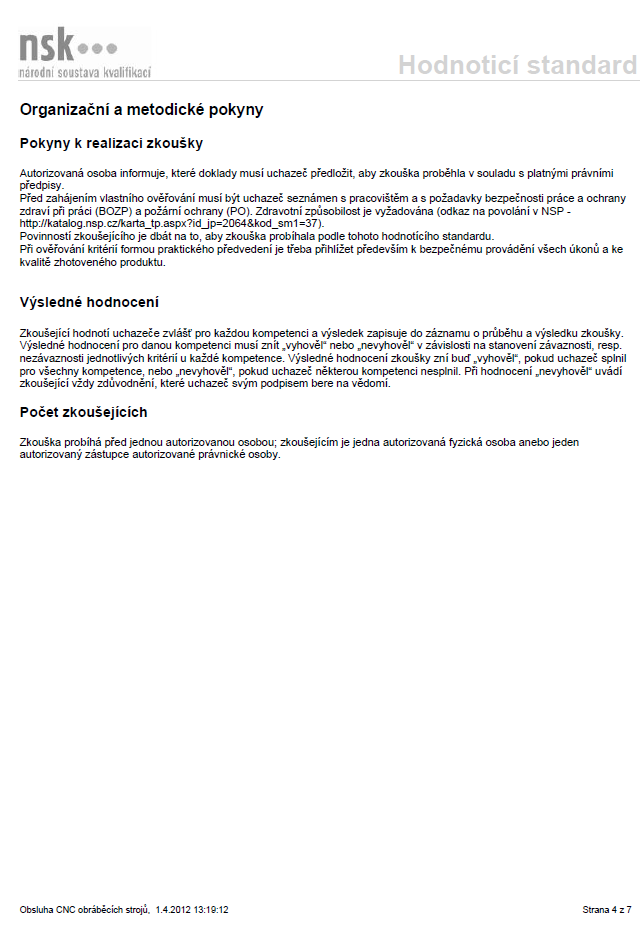 nsk
národní soustava kvalifikací
Hodnoticí standard
Organizační a metodické pokyny
Pokyny k realizaci zkoušky
Autorizovaná osoba informuje, které doklady musí uchazeč předložit, aby zkouška proběhla v souladu s platnými právními
předpisy.
Před zahájením vlastního ověřování musí být uchazeč seznámen s pracovištěm a s požadavky bezpečnosti práce a ochrany
zdraví při práci (BOZP) a požární ochrany (PO). Zdravotní způsobilost je vyžadována (odkaz na povolání v NSP -
http://katalog.nsp.cz/karta_tp.aspx?id_jp=2064&kod_sm1=37).
Povinností zkoušejícího je dbát na to, aby zkouška probíhala podle tohoto hodnotícího standardu.
Při ověřování kritérií formou praktického předvedení je třeba přihlížet především k bezpečnému provádění všech úkonů a ke
kvalitě zhotoveného produktu.
Výsledné hodnocení
Zkoušející hodnotí uchazeče zvlášť pro každou kompetenci a výsledek zapisuje do záznamu o průběhu a výsledku zkoušky.
Výsledné hodnocení pro danou kompetenci musí znít „vyhověl“ nebo „nevyhověl“ v závislosti na stanovení závaznosti, resp.
nezávaznosti jednotlivých kritérií u každé kompetence. Výsledné hodnocení zkoušky zní buď „vyhověl“, pokud uchazeč splnil
pro všechny kompetence, nebo „nevyhověl“, pokud uchazeč některou kompetenci nesplnil. Při hodnocení „nevyhověl“ uvádí
zkoušející vždy zdůvodnění, které uchazeč svým podpisem bere na vědomí.
Počet zkoušejících
Zkouška probíhá před jednou autorizovanou osobou; zkoušejícím je jedna autorizovaná fyzická osoba anebo jeden
autorizovaný zástupce autorizované právnické osoby.
Obsluha CNC obráběcích strojů, 1.4.2012 13:19:12
Strana 4 z 7